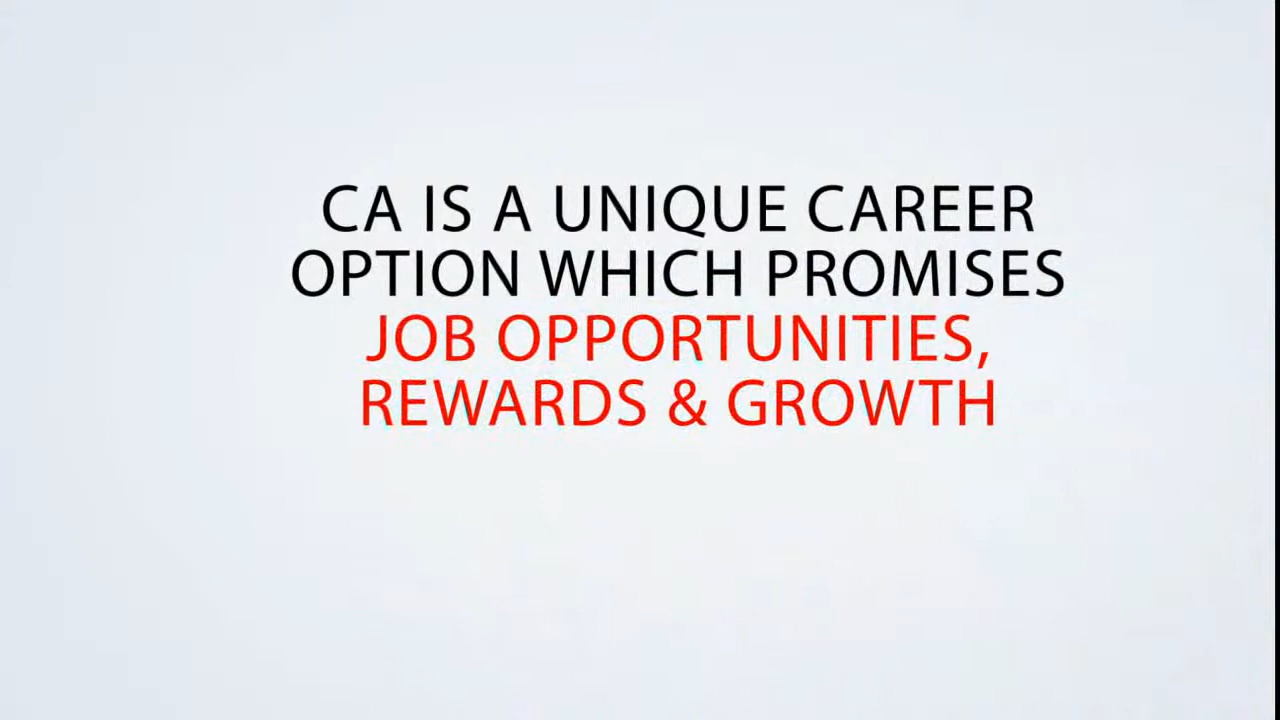 CA IS A UNIQUE CAREER
OPTION WHICH PROMISES
JOB OPPORTUNITIES,
REWARDS & GROWTH